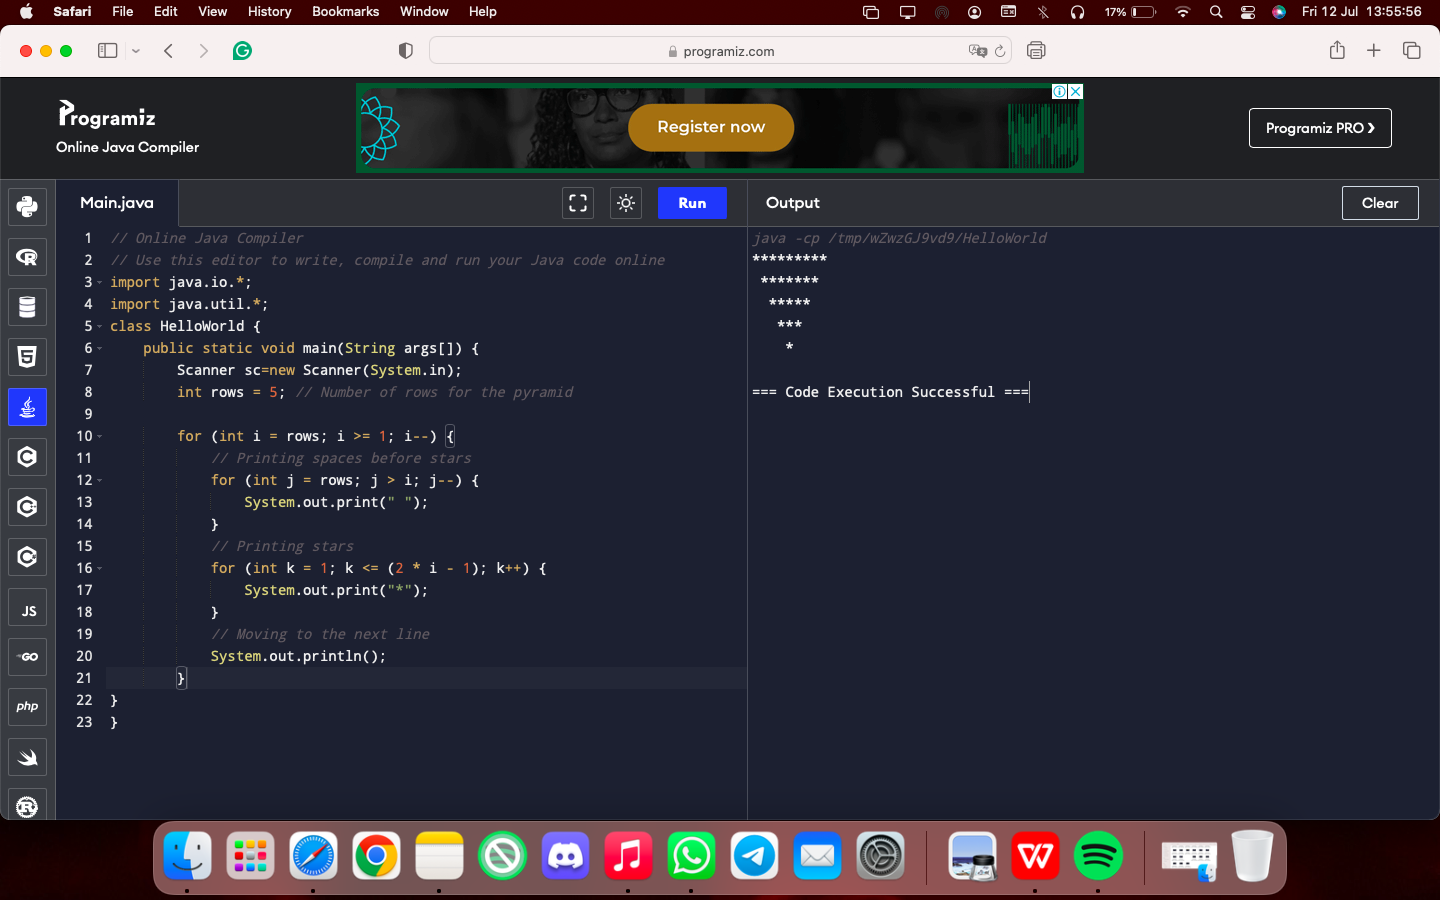 Safari File Edit View History Bookmarks Window Help 17% Fri 12 Jul 13:55:56
programiz.com
Programiz
Online Java Compiler
Register now
Programiz PRO
Main.java
Run
Output
Clear
1 // Online Java Compiler
2 // Use this editor to write, compile and run your Java code online
3 import java.io.*;
4 import java.util.*;
5 class HelloWorld {
6     public static void main(String args[]) {
7         Scanner sc=new Scanner(System.in);
8         int rows = 5; // Number of rows for the pyramid
9
10         for (int i = rows; i >= 1; i--) {
11             // Printing spaces before stars
12             for (int j = rows; j > i; j--) {
13                 System.out.print(" ");
14             }
15             // Printing stars
16             for (int k = 1; k <= (2 * i - 1); k++) {
17                 System.out.print("*");
18             }
19             // Moving to the next line
20             System.out.println();
21         }
22 }
23 }
java -cp /tmp/wZwzGJ9vd9/HelloWorld
*********
 *******
  *****
   ***
    *
=== Code Execution Successful ===
JS
GO
php